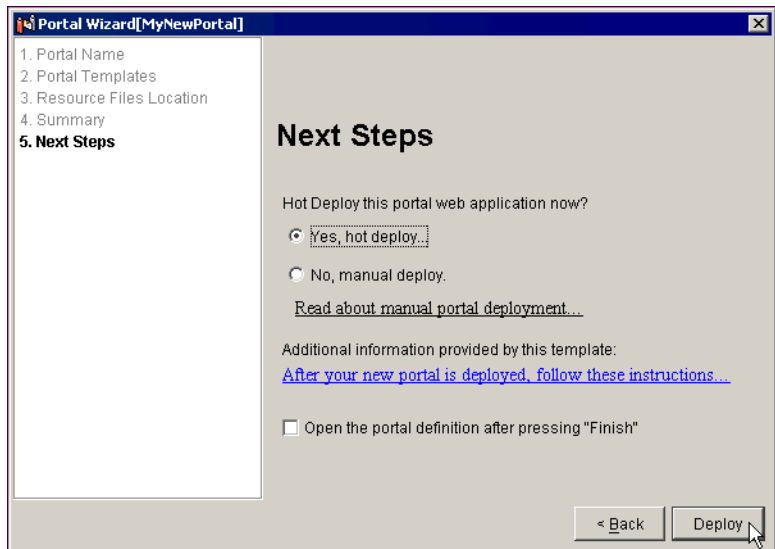 Portal Wizard[MyNewPortal]
1. Portal Name
2. Portal Templates
3. Resource Files Location
4. Summary
5. Next Steps
Next Steps
Hot Deploy this portal web application now?
Yes, hot deploy...
No, manual deploy.
Read about manual portal deployment...
Additional information provided by this template:
After your new portal is deployed, follow these instructions...
Open the portal definition after pressing "Finish"
< Back
Deploy